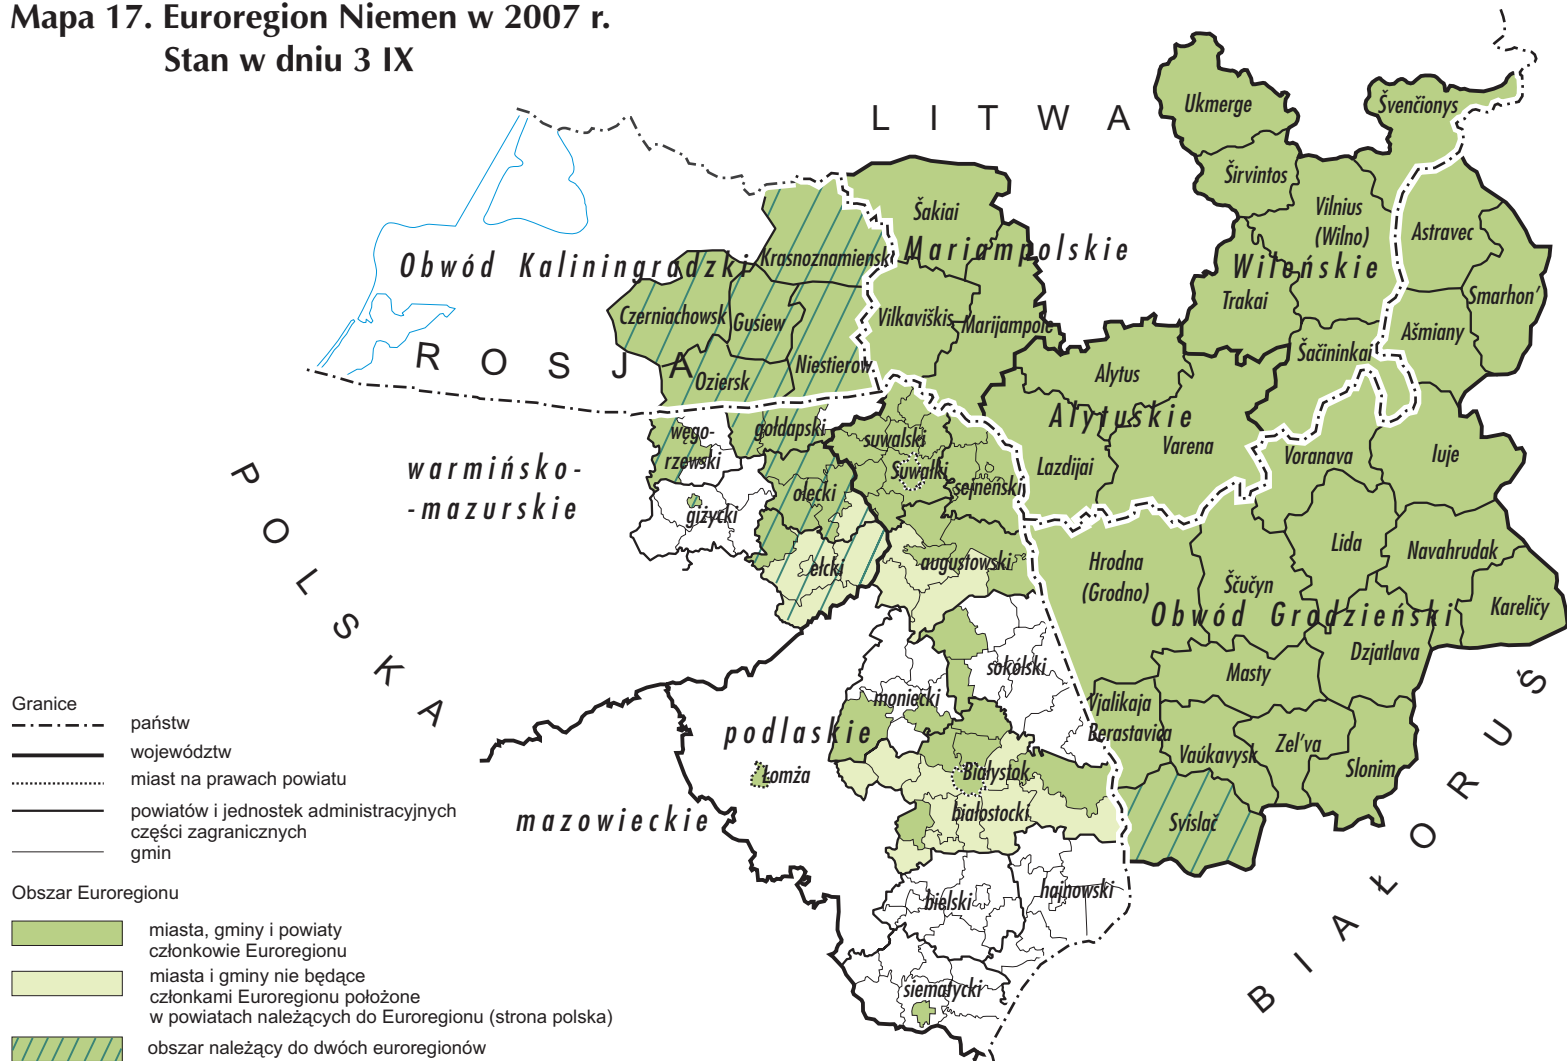 Mapa 17. Euroregion Niemen w 2007 r.
Stan w dniu 3 IX
L I T W A
Ukmerge
Švenčionys
Širvintos
Vilnius
(Wilno)
Šakiai
Astravec
Mariampolskie
Obwód Kaliningradzki
Krasnoznamiensk
Wileńskie
Trakai
Smarhon'
Czerniachowsk
Gusiew
Vilkaviškis
Marijampole
Ašmiany
Šačininkai
R O S J A
Oziersk
Niestierow
Alytus
Alytuskie
Varena
Lazdijai
Voranava
Iuje
węgo-
rzewski
gołdapski
suwalski
Suwałki
sejneński
olecki
giżycki
warmińsko-
-mazurskie
P O L S K A
ełcki
augustowski
Hrodna
(Grodno)
Ščučyn
Lida
Navahrudak
Kareličy
Obwód Grodzieński
Dzjatlava
Masty
sokólski
moniecki
Vjalikaja
Berastavica
Vaúkavysk
Zel'va
Slonim
Svislač
podlaskie
Łomża
Białystok
białostocki
mazowieckie
bielski
hajnowski
siematycki
B I A Ł O R U Ś
Granice
państw
województw
miast na prawach powiatu
powiatów i jednostek administracyjnych
części zagranicznych
gmin
Obszar Euroregionu
miasta, gminy i powiaty
członkowie Euroregionu
miasta i gminy nie będące
członkami Euroregionu położone
w powiatach należących do Euroregionu (strona polska)
obszar należący do dwóch euroregionów